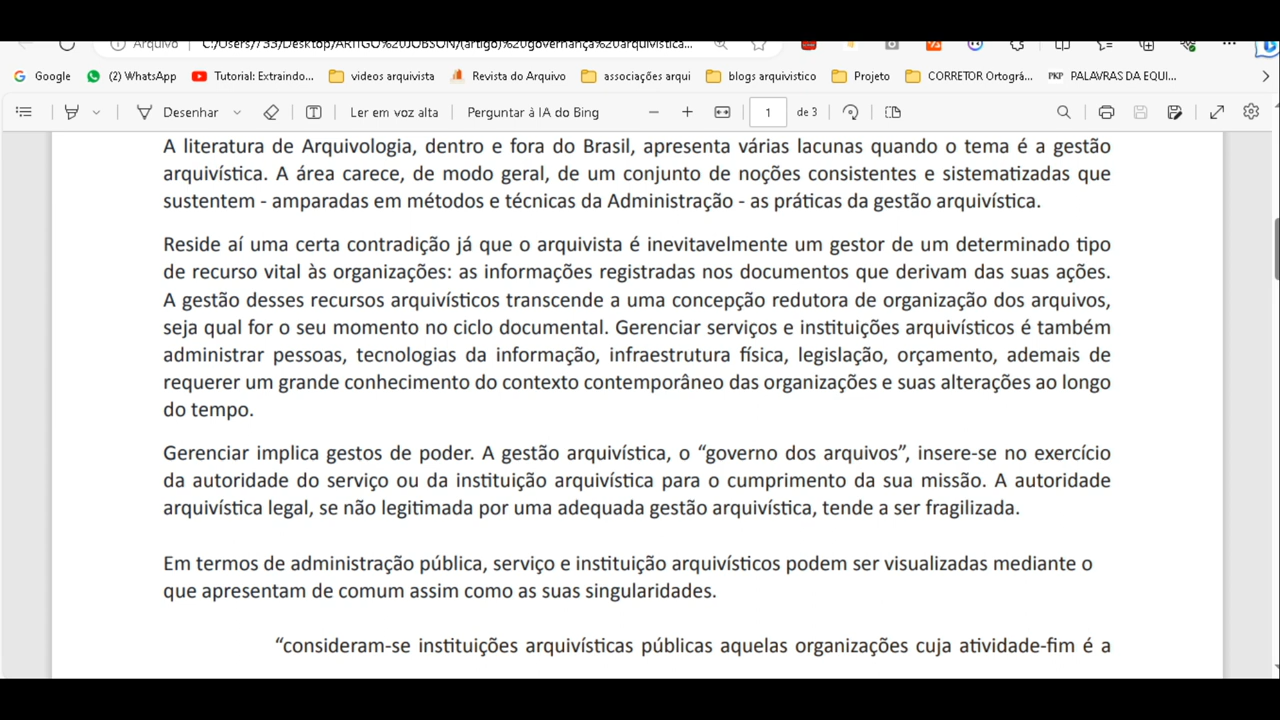 Arquivo
C:/Users/733/Desktop/ARTIGO%20JOBSON/(artigo)%20governança%20arquivística...
Google
(2) WhatsApp
Tutorial: Extraindo...
videos arquivista
Revista do Arquivo
associações arqui
blogs arquivistico
Projeto
CORRETOR Ortográ...
PKP
PALAVRAS DA EQUI...
Desenhar
Ler em voz alta
Perguntar à IA do Bing
1
de 3
A literatura de Arquivologia, dentro e fora do Brasil, apresenta várias lacunas quando o tema é a gestão
arquivística. A área carece, de modo geral, de um conjunto de noções consistentes e sistematizadas que
sustentem - amparadas em métodos e técnicas da Administração - as práticas da gestão arquivística.
Reside aí uma certa contradição já que o arquivista é inevitavelmente um gestor de um determinado tipo
de recurso vital às organizações: as informações registradas nos documentos que derivam das suas ações.
A gestão desses recursos arquivísticos transcende a uma concepção redutora de organização dos arquivos,
seja qual for o seu momento no ciclo documental. Gerenciar serviços e instituições arquivísticos é também
administrar pessoas, tecnologias da informação, infraestrutura física, legislação, orçamento, ademais de
requerer um grande conhecimento do contexto contemporâneo das organizações e suas alterações ao longo
do tempo.
Gerenciar implica gestos de poder. A gestão arquivística, o “governo dos arquivos”, insere-se no exercício
da autoridade do serviço ou da instituição arquivística para o cumprimento da sua missão. A autoridade
arquivística legal, se não legitimada por uma adequada gestão arquivística, tende a ser fragilizada.
Em termos de administração pública, serviço e instituição arquivísticos podem ser visualizadas mediante o
que apresentam de comum assim como as suas singularidades.
“consideram-se instituições arquivísticas públicas aquelas organizações cuja atividade-fim é a